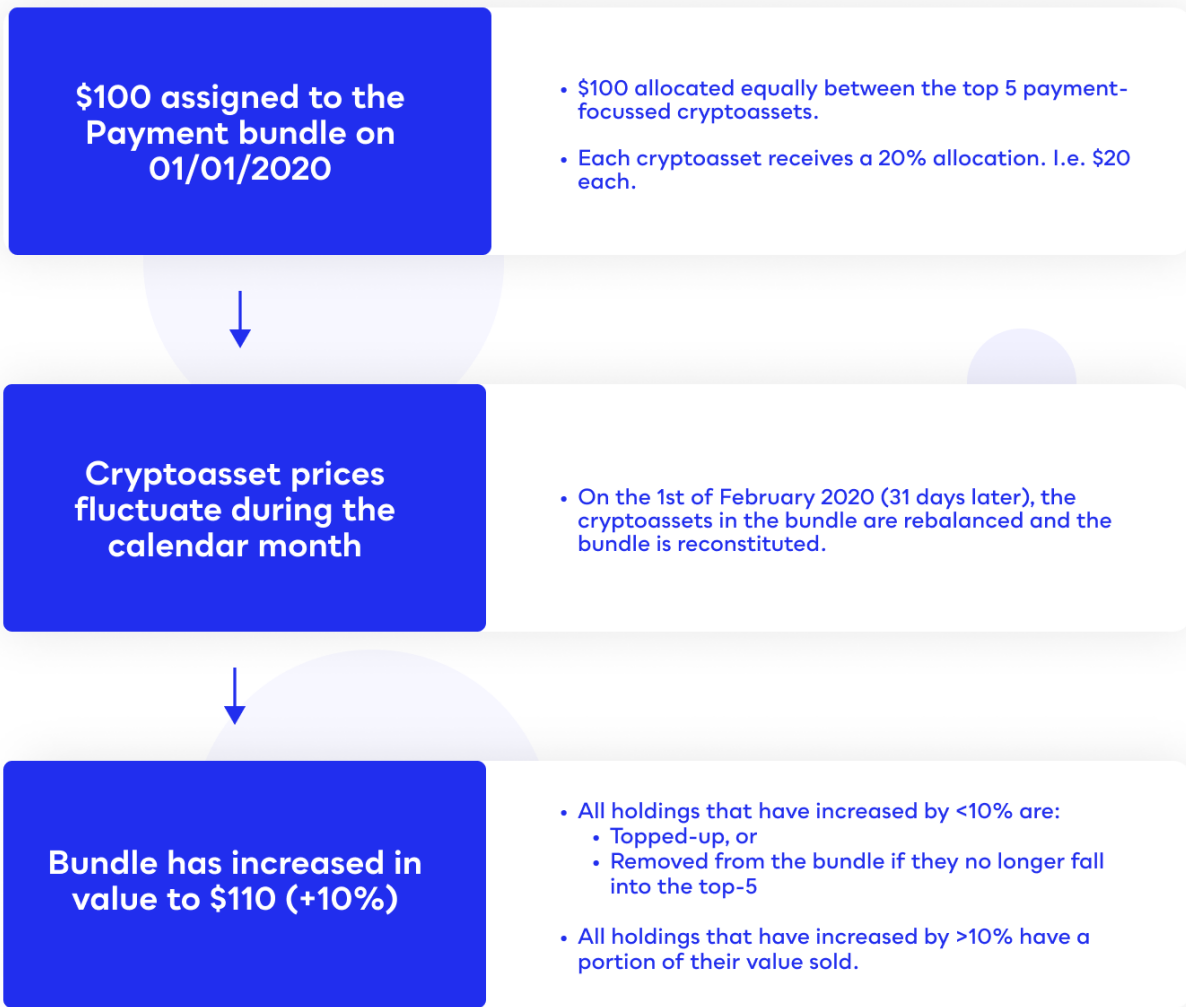 $100 assigned to the
Payment bundle on
01/01/2020
• $100 allocated equally between the top 5 payment-
focussed cryptoassets.
• Each cryptoasset receives a 20% allocation. I.e. $20
each.
Cryptoasset prices
fluctuate during the
calendar month
• On the 1st of February 2020 (31 days later), the
cryptoassets in the bundle are rebalanced and the
bundle is reconstituted.
Bundle has increased in
value to $110 (+10%)
• All holdings that have increased by <10% are:
• Topped-up, or
• Removed from the bundle if they no longer fall
into the top-5
• All holdings that have increased by >10% have a
portion of their value sold.